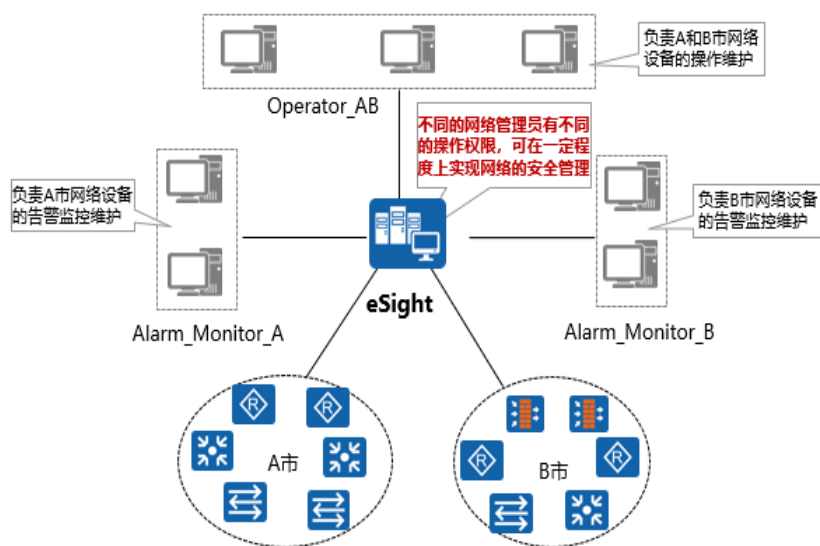 负责A和B市网络
设备的操作维护
Operator_AB
不同的网络管理员有不同
的操作权限，可在一定程
度上实现网络的安全管理
负责A市网络设备
的告警监控维护
负责B市网络设备
的告警监控维护
eSight
Alarm_Monitor_A
Alarm_Monitor_B
R
R
A市
R
R
B市